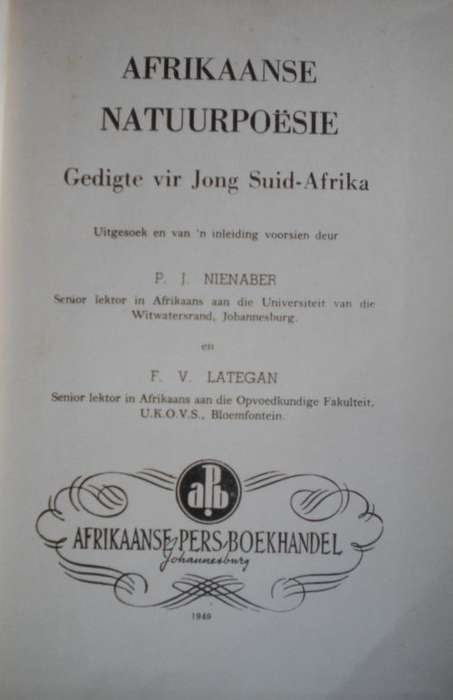 AFRIKAANSE
NATUURPOËSIE
Gedigte vir Jong Suid-Afrika
Uitgesoek en van 'n inleiding voorsien deur
P. J. NIENABER
Senior lektor in Afrikaans aan die Universiteit van die
Witwatersrand, Johannesburg.
en
F. V. LATEGAN
Senior lektor in Afrikaans aan die Opvoedkundige Fakulteit,
U.K.O.V.S., Bloemfontein.
aPb
AFRIKAANSE PERS BOEKHANDEL
Johannesburg
1949